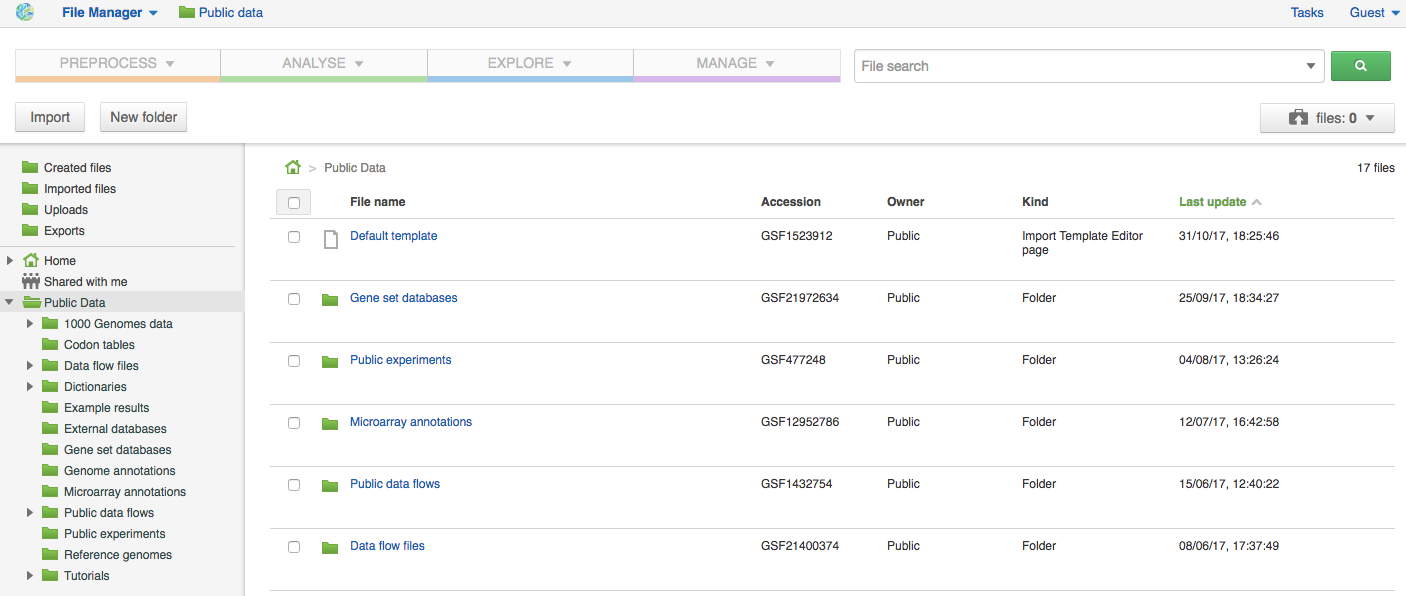 File Manager Public data Tasks Guest
PREPROCESS ANALYSE EXPLORE MANAGE File search
Import New folder files: 0
Created files
Imported files
Uploads
Exports
Home
Shared with me
Public Data
1000 Genomes data
Codon tables
Data flow files
Dictionaries
Example results
External databases
Gene set databases
Genome annotations
Microarray annotations
Public data flows
Public experiments
Reference genomes
Tutorials
> Public Data 17 files
File name Accession Owner Kind Last update
Default template GSF1523912 Public Import Template Editor 31/10/17, 18:25:46
page
Gene set databases GSF21972634 Public Folder 25/09/17, 18:34:27
Public experiments GSF477248 Public Folder 04/08/17, 13:26:24
Microarray annotations GSF12952786 Public Folder 12/07/17, 16:42:58
Public data flows GSF1432754 Public Folder 15/06/17, 12:40:22
Data flow files GSF21400374 Public Folder 08/06/17, 17:37:49